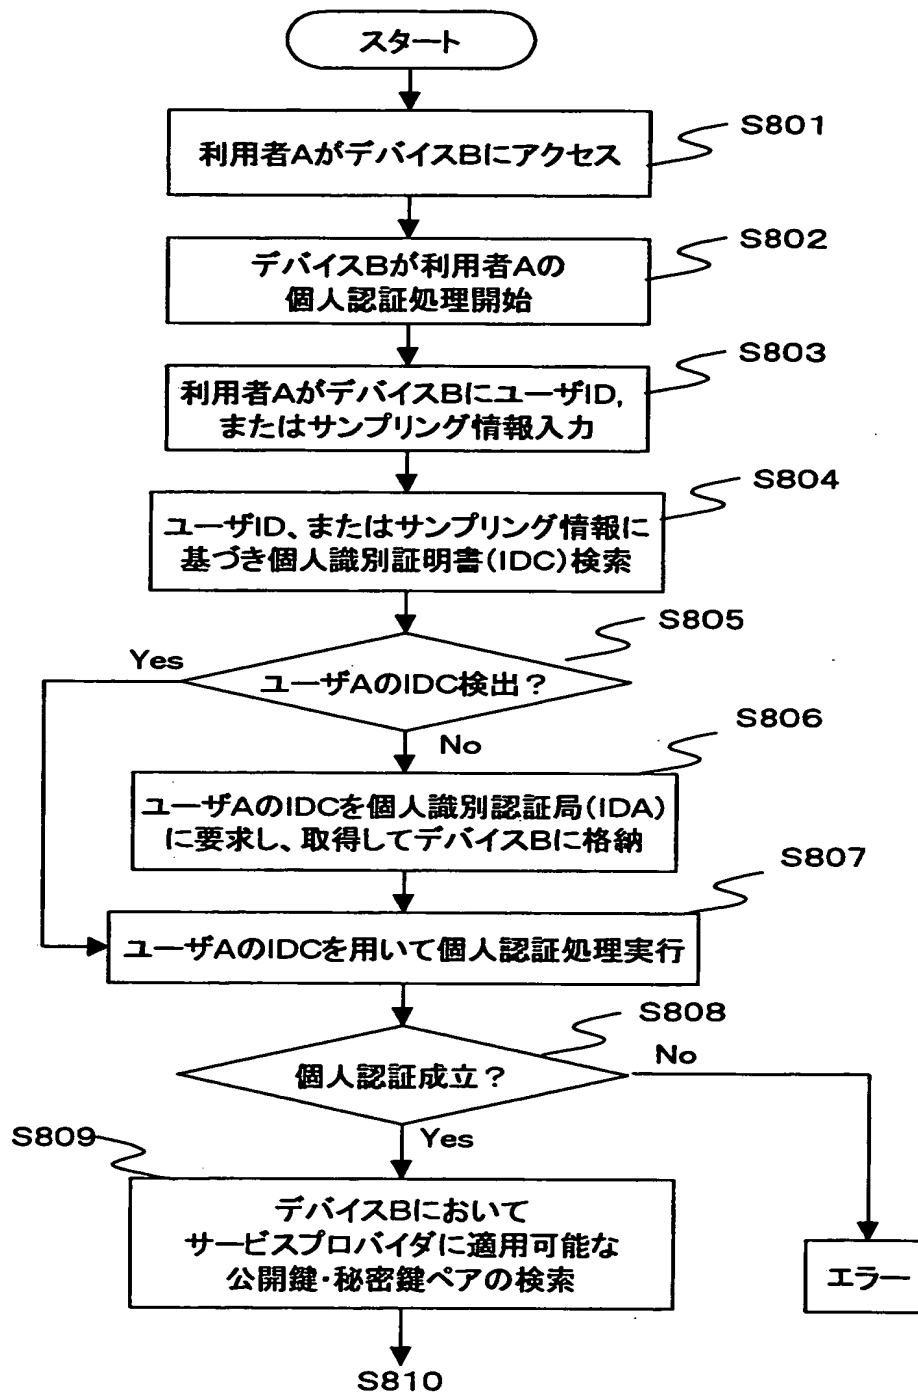 スタート
S801
利用者AがデバイスBにアクセス
S802
デバイスBが利用者Aの
個人認証処理開始
S803
利用者AがデバイスBにユーザID,
またはサンプリング情報入力
S804
ユーザID、またはサンプリング情報に
基づき個人識別証明書(IDC)検索
S805
Yes
ユーザAのIDC検出?
No
S806
ユーザAのIDCを個人識別認証局(IDA)
に要求し、取得してデバイスBに格納
S807
ユーザAのIDCを用いて個人認証処理実行
S808
No
個人認証成立?
Yes
S809
デバイスBにおいて
サービスプロバイダに適用可能な
公開鍵・秘密鍵ペアの検索
エラー
S810